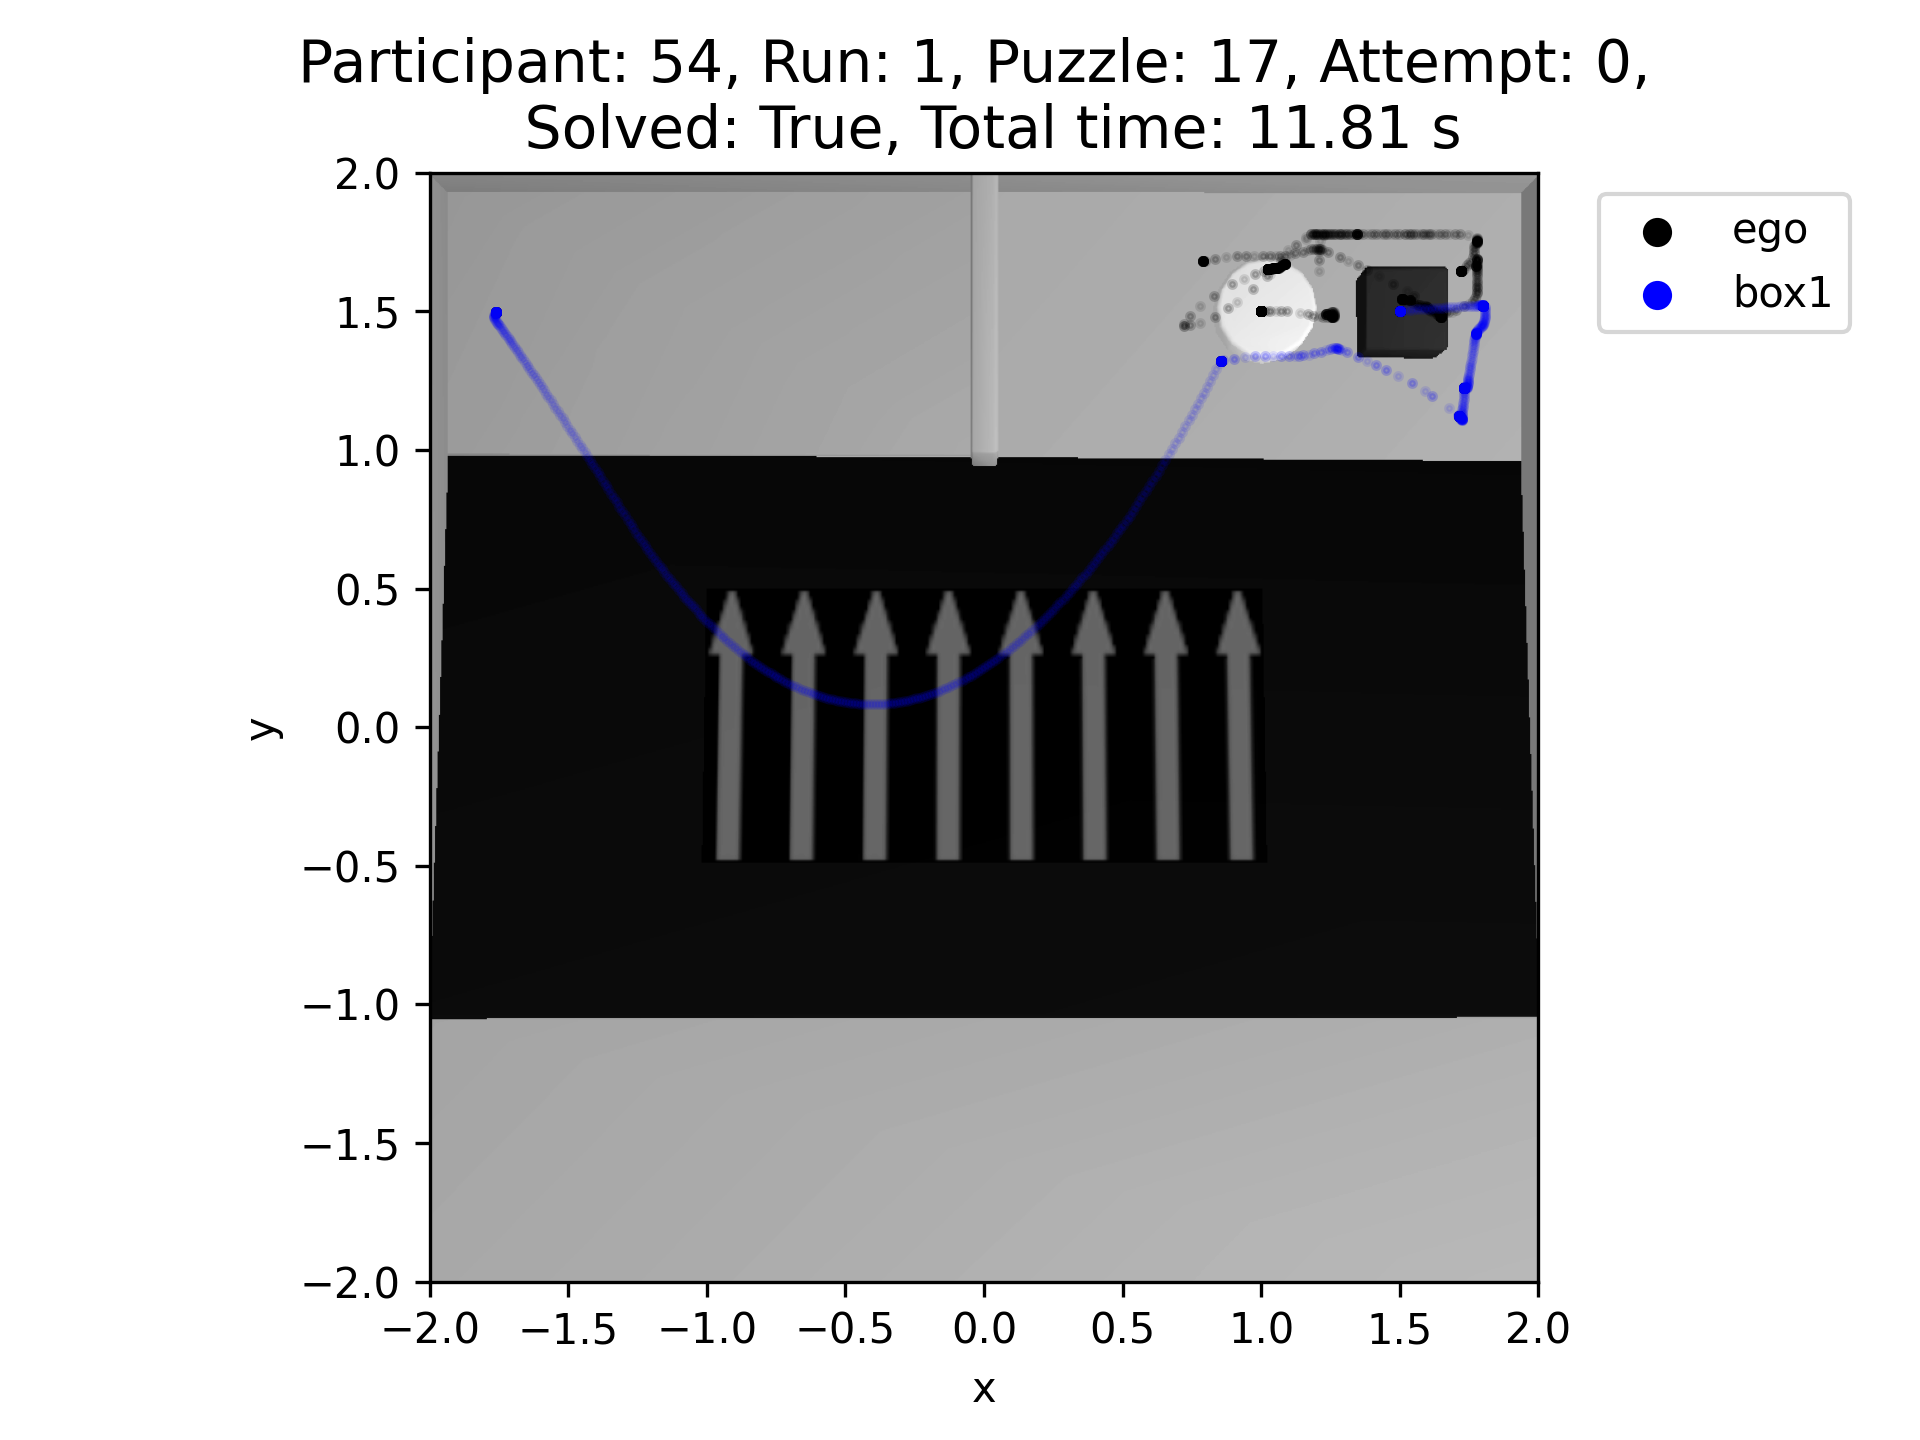 Participant: 54, Run: 1, Puzzle: 17, Attempt: 0,
Solved: True, Total time: 11.81 s
2.0
1.5
1.0
0.5
0.0
−0.5
−1.0
−1.5
−2.0
y
−2.0 −1.5 −1.0 −0.5 0.0 0.5 1.0 1.5 2.0
x
ego
box1